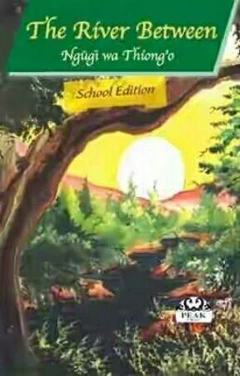 The River Between
Ngũgĩ wa Thiong'o
School Edition
PEAK